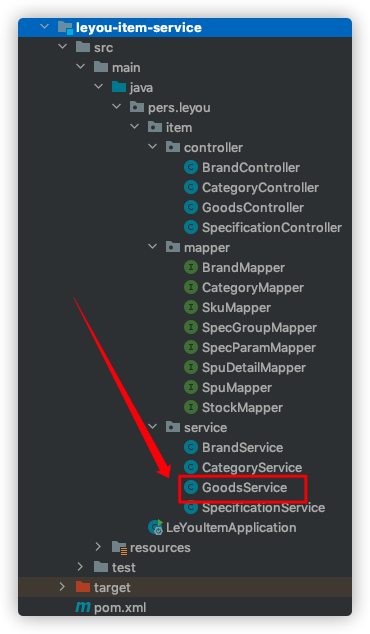 leyou-item-service
src
main
java
pers.leyou
item
controller
BrandController
CategoryController
GoodsController
SpecificationController
mapper
BrandMapper
CategoryMapper
SkuMapper
SpecGroupMapper
SpecParamMapper
SpuDetailMapper
SpuMapper
StockMapper
service
BrandService
CategoryService
GoodsService
SpecificationService
LeYouItemApplication
resources
test
target
pom.xml